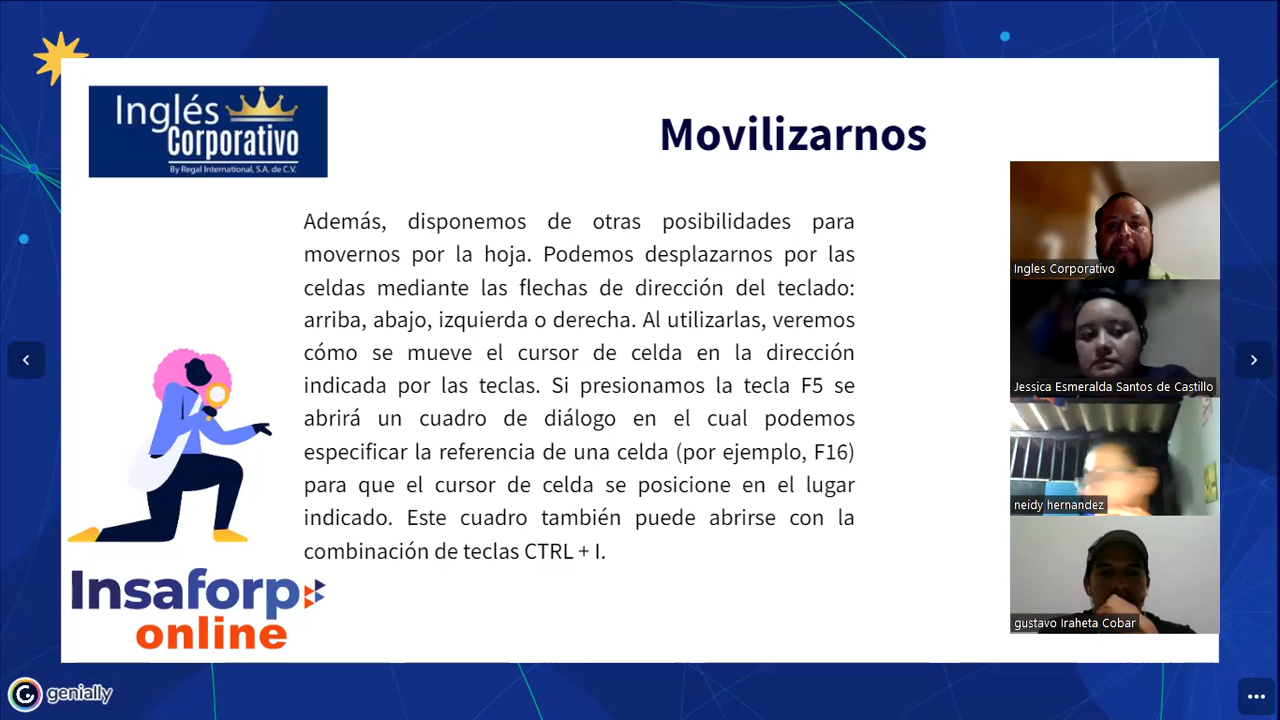 Inglés
Corporativo
By Regal International, S.A. de C.V.
Movilizarnos
Además, disponemos de otras posibilidades para
movernos por la hoja. Podemos desplazarnos por las
celdas mediante las flechas de dirección del teclado:
arriba, abajo, izquierda o derecha. Al utilizarlas, veremos
cómo se mueve el cursor de celda en la dirección
indicada por las teclas. Si presionamos la tecla F5 se
abrirá un cuadro de diálogo en el cual podemos
especificar la referencia de una celda (por ejemplo, F16)
para que el cursor de celda se posicione en el lugar
indicado. Este cuadro también puede abrirse con la
combinación de teclas CTRL + I.
Insaforp
online
Ingles Corporativo
Jessica Esmeralda Santos de Castillo
neidy hernandez
gustavo Iraheta Cobar
genially